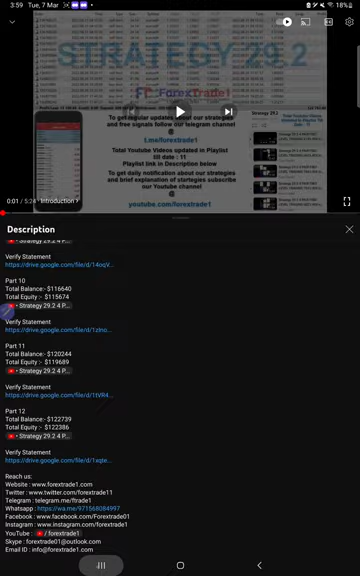 3:59 Tue, 7 Mar
18%
STRATEGY 29.2
ForexTrade1
To get regular updates about our strategies
and free signals follow our telegram channel
@
t.me/forextrade1
Total Youtube Videos updated in Playlist
till date : 11
Playlist link in Description below
To get daily notification about our strategies
and brief explanation of startegies subscribe
our Youtube Channel
@
youtube.com/forextrade1
0:01 / 5:24 · Introduction >
Description
• Strategy 29.2 4 P...
Verify Statement
https://drive.google.com/file/d/14oqV...
Part 10
Total Balance:- $116640
Total Equity :- $115674
• Strategy 29.2 4 P...
Verify Statement
https://drive.google.com/file/d/1zIno...
Part 11
Total Balance:- $120244
Total Equity :- $119689
• Strategy 29.2 4 P...
Verify Statement
https://drive.google.com/file/d/1tVR4...
Part 12
Total Balance:- $122739
Total Equity :- $122386
• Strategy 29.2 4 P...
Verify Statement
https://drive.google.com/file/d/1xqte...
Reach us:
Website : www.forextrade1.com
Twitter : www.twitter.com/forextrade11
Telegram : telegram.me/ftrade1
Whatsapp : https://wa.me/971568084997
Facebook : www.facebook.com/Forextrade01
Instagram : www.instagram.com/forextrade1
YouTube : / forextrade1
Skype : forextrade01@outlook.com
Email ID : info@forextrade1.com